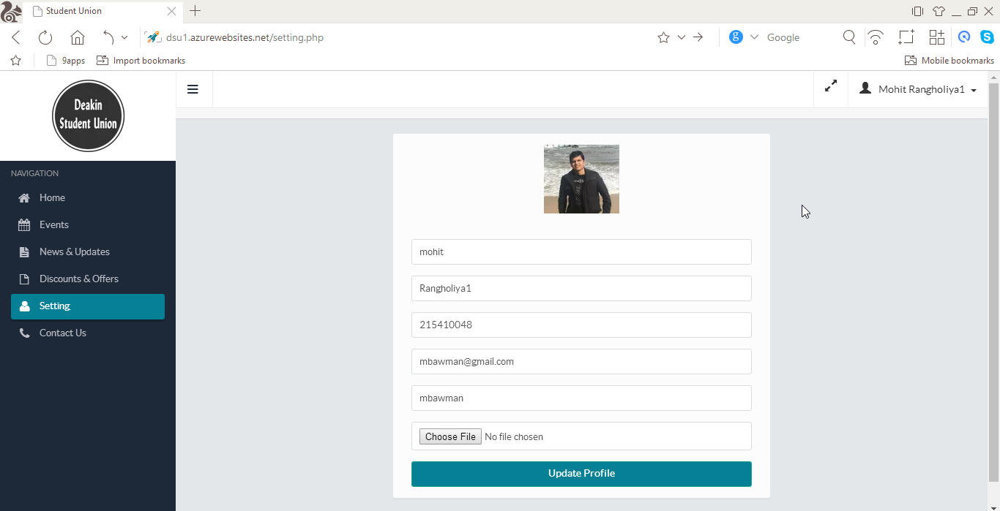 Student Union
dsu1.azurewebsites.net/setting.php
g
Google
S
9apps
Import bookmarks
Mobile bookmarks
Deakin
Student Union
Mohit Rangholiya1
NAVIGATION
Home
Events
News & Updates
Discounts & Offers
Setting
Contact Us
mohit
Rangholiya1
215410048
mbawman@gmail.com
mbawman
Choose File No file chosen
Update Profile